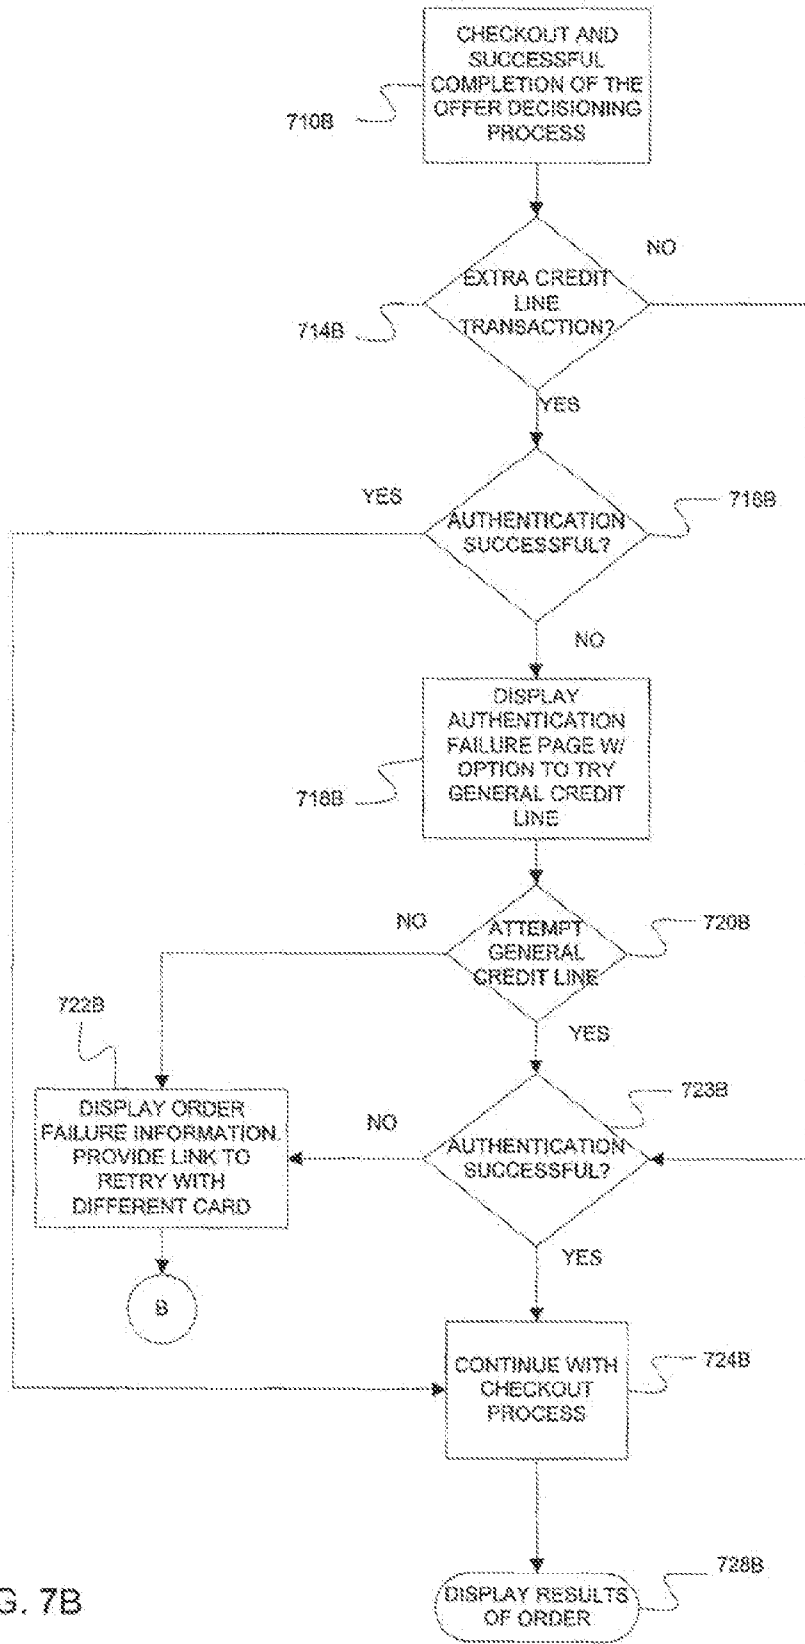 CHECKOUT AND
SUCCESSFUL
COMPLETION OF THE
OFFER DECISIONING
PROCESS
710B
NO
EXTRA CREDIT
LINE
TRANSACTION?
714B
YES
YES
716B
AUTHENTICATION
SUCCESSFUL?
NO
DISPLAY
AUTHENTICATION
FAILURE PAGE W/
OPTION TO TRY
GENERAL CREDIT
LINE
718B
NO
ATTEMPT
GENERAL
CREDIT LINE
720B
722B
YES
723B
DISPLAY ORDER
FAILURE INFORMATION.
PROVIDE LINK TO
RETRY WITH
DIFFERENT CARD
NO
AUTHENTICATION
SUCCESSFUL?
YES
B
CONTINUE WITH
CHECKOUT
PROCESS
724B
728B
DISPLAY RESULTS
OF ORDER
G. 7B